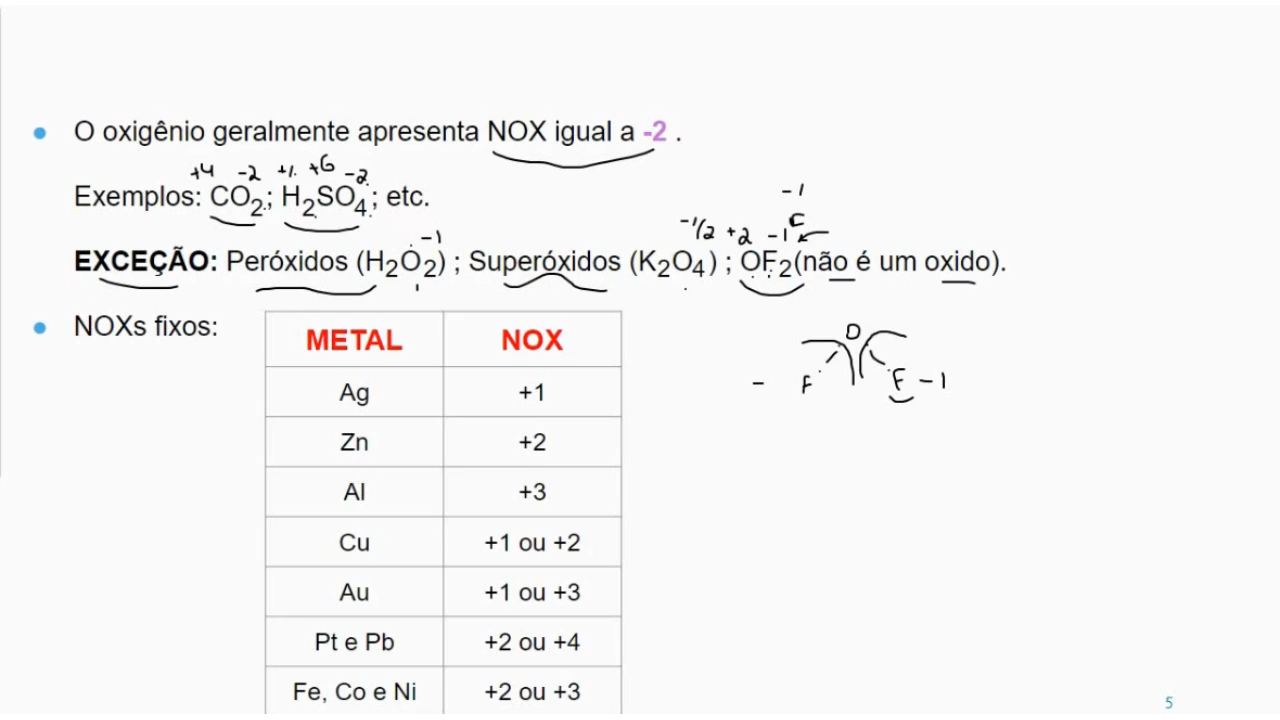 ● O oxigênio geralmente apresenta NOX igual a -2 .
+4 -2 +1 +6 -2
Exemplos: CO₂; H₂SO₄; etc.
-1
-1 -1/2 +2 -1
EXCEÇÃO: Peróxidos (H₂O₂) ; Superóxidos (K₂O₄) ; OF₂(não é um oxido).
● NOXs fixos:
O
- F F -1
METAL NOX
Ag +1
Zn +2
Al +3
Cu +1 ou +2
Au +1 ou +3
Pt e Pb +2 ou +4
Fe, Co e Ni +2 ou +3
5